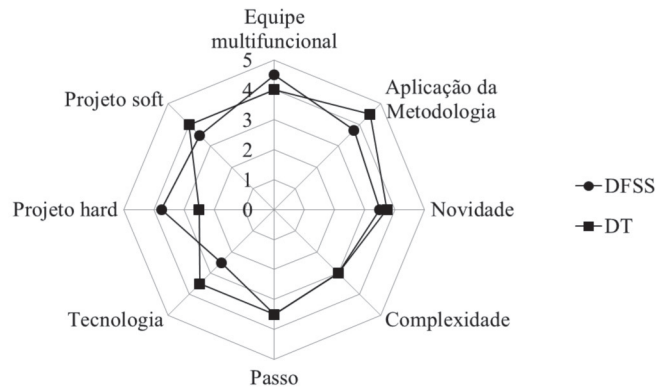 Equipe
multifuncional
5
4
3
2
1
0
Aplicação da
Metodologia
Novidade
Complexidade
Passo
Tecnologia
Projeto hard
Projeto soft
DFSS
DT